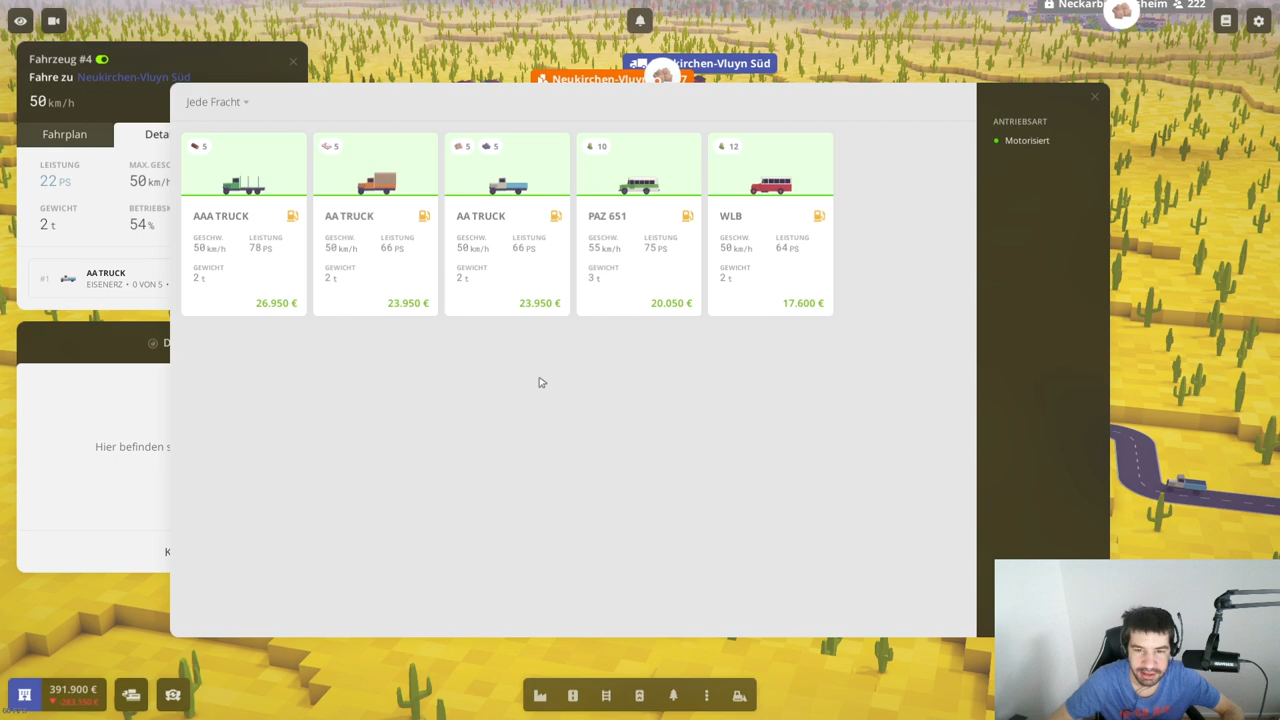 Neckarb
heim
222
Neukirchen-Vluyn
7
kirchen-Vluyn Süd
Fahrzeug #4
Fahre zu Neukirchen-Vluyn Süd
50 km/h
Fahrplan
Deta
LEISTUNG
MAX.GESC
22 PS
50 km/h
GEWICHT
BETRIEBSK
2 t
54 %
#1
AA TRUCK
EISENERZ • 0 VON 5 •
D
Hier befinden s
K
Jede Fracht
5
AAA TRUCK
GESCHW.
LEISTUNG
50 km/h
78 PS
GEWICHT
2 t
26.950 €
5
AA TRUCK
GESCHW.
LEISTUNG
50 km/h
66 PS
GEWICHT
2 t
23.950 €
5
5
AA TRUCK
GESCHW.
LEISTUNG
50 km/h
66 PS
GEWICHT
2 t
23.950 €
10
PAZ 651
GESCHW.
LEISTUNG
55 km/h
75 PS
GEWICHT
3 t
20.050 €
12
WLB
GESCHW.
LEISTUNG
50 km/h
64 PS
GEWICHT
2 t
17.600 €
ANTRIEBSART
Motorisiert
391.900 €